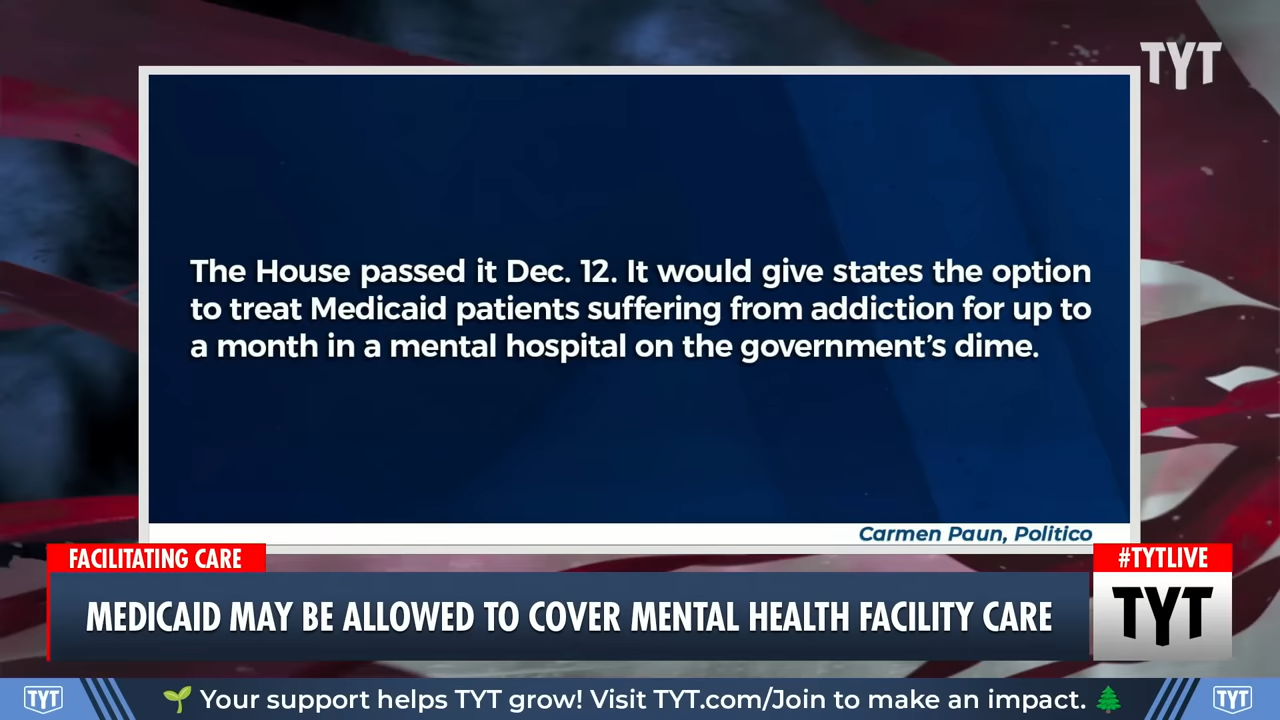 TYT
The House passed it Dec. 12. It would give states the option
to treat Medicaid patients suffering from addiction for up to
a month in a mental hospital on the government’s dime.
Carmen Paun, Politico
FACILITATING CARE
#TYTLIVE
MEDICAID MAY BE ALLOWED TO COVER MENTAL HEALTH FACILITY CARE
TYT
TYT
Your support helps TYT grow! Visit TYT.com/Join to make an impact.
TYT